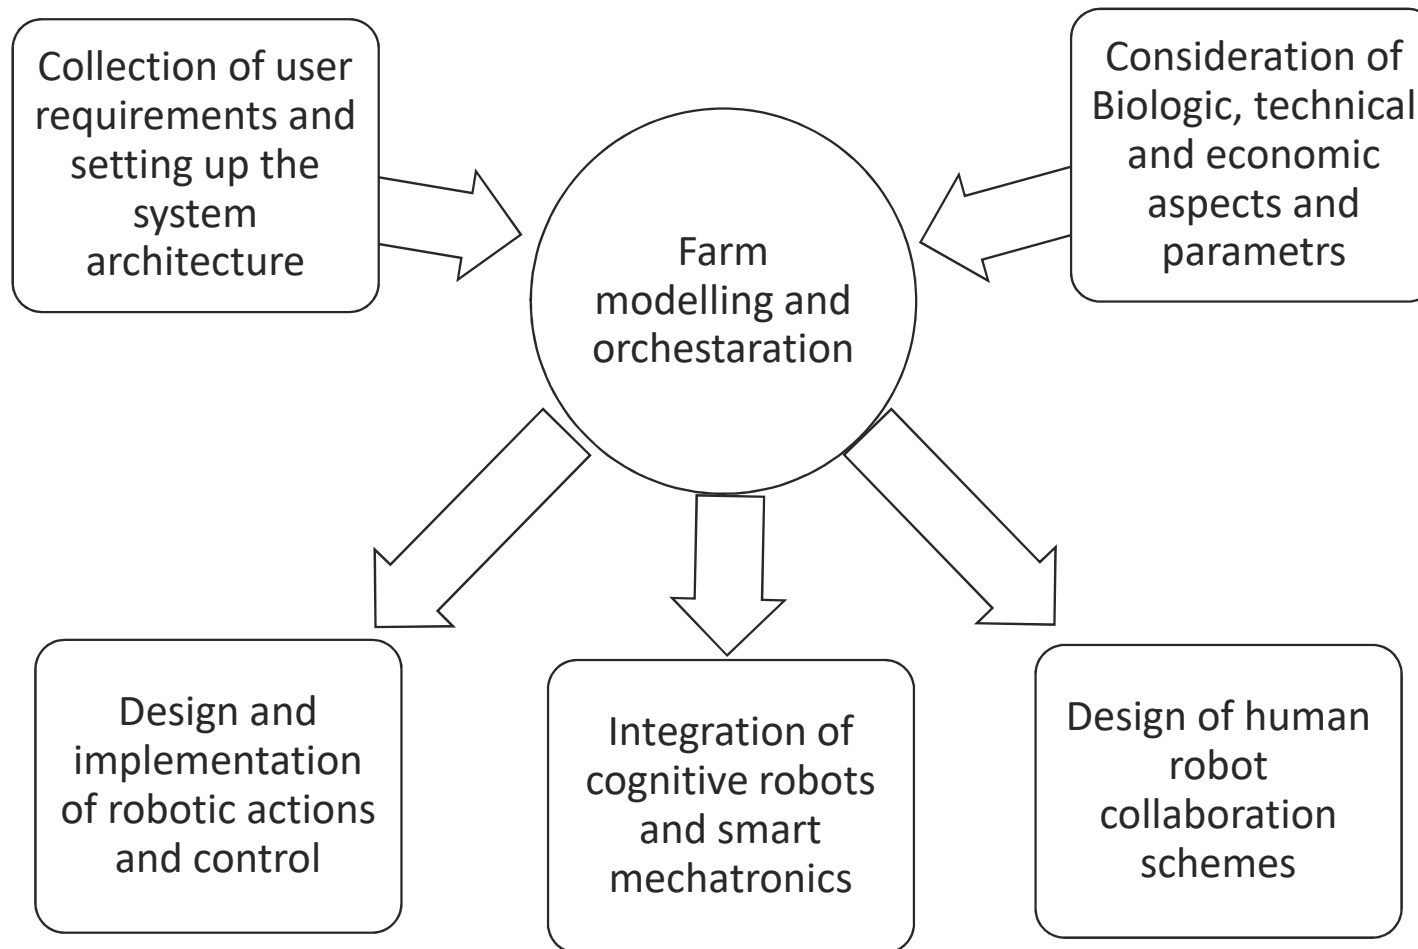 Collection of user
requirements and
setting up the
system
architecture
Consideration of
Biologic, technical
and economic
aspects and
parametrs
Farm
modelling and
orchestaration
Design and
implementation
of robotic actions
and control
Integration of
cognitive robots
and smart
mechatronics
Design of human
robot
collaboration
schemes